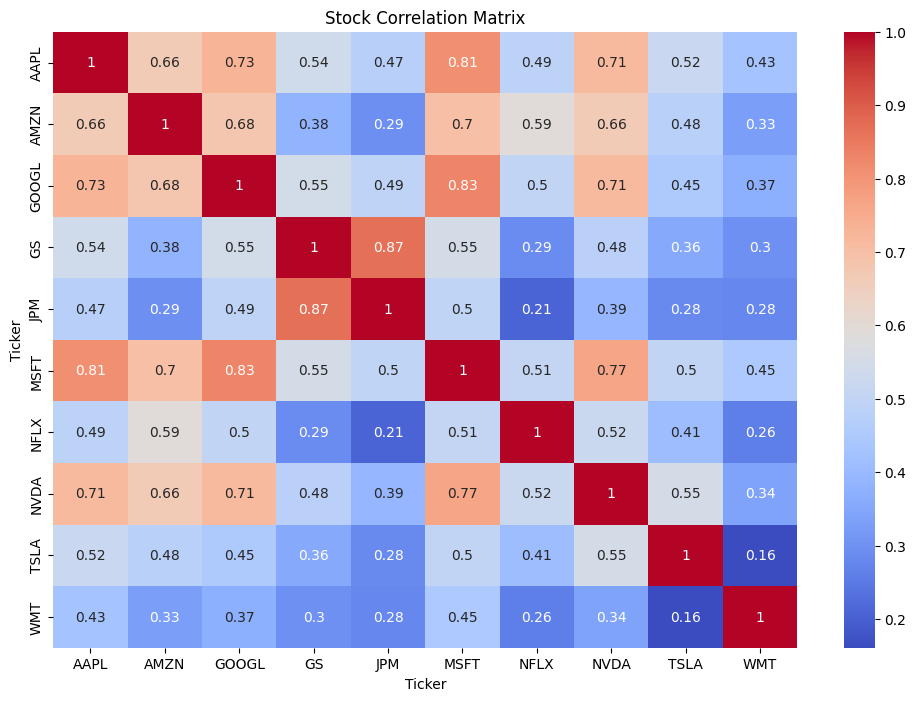 Stock Correlation Matrix
AAPL 1 0.66 0.73 0.54 0.47 0.81 0.49 0.71 0.52 0.43
AMZN 0.66 1 0.68 0.38 0.29 0.7 0.59 0.66 0.48 0.33
GOOGL 0.73 0.68 1 0.55 0.49 0.83 0.5 0.71 0.45 0.37
GS 0.54 0.38 0.55 1 0.87 0.55 0.29 0.48 0.36 0.3
JPM 0.47 0.29 0.49 0.87 1 0.5 0.21 0.39 0.28 0.28
MSFT 0.81 0.7 0.83 0.55 0.5 1 0.51 0.77 0.5 0.45
NFLX 0.49 0.59 0.5 0.29 0.21 0.51 1 0.52 0.41 0.26
NVDA 0.71 0.66 0.71 0.48 0.39 0.77 0.52 1 0.55 0.34
TSLA 0.52 0.48 0.45 0.36 0.28 0.5 0.41 0.55 1 0.16
WMT 0.43 0.33 0.37 0.3 0.28 0.45 0.26 0.34 0.16 1
AAPL AMZN GOOGL GS JPM MSFT NFLX NVDA TSLA WMT
Ticker
Ticker
1.0
0.9
0.8
0.7
0.6
0.5
0.4
0.3
0.2